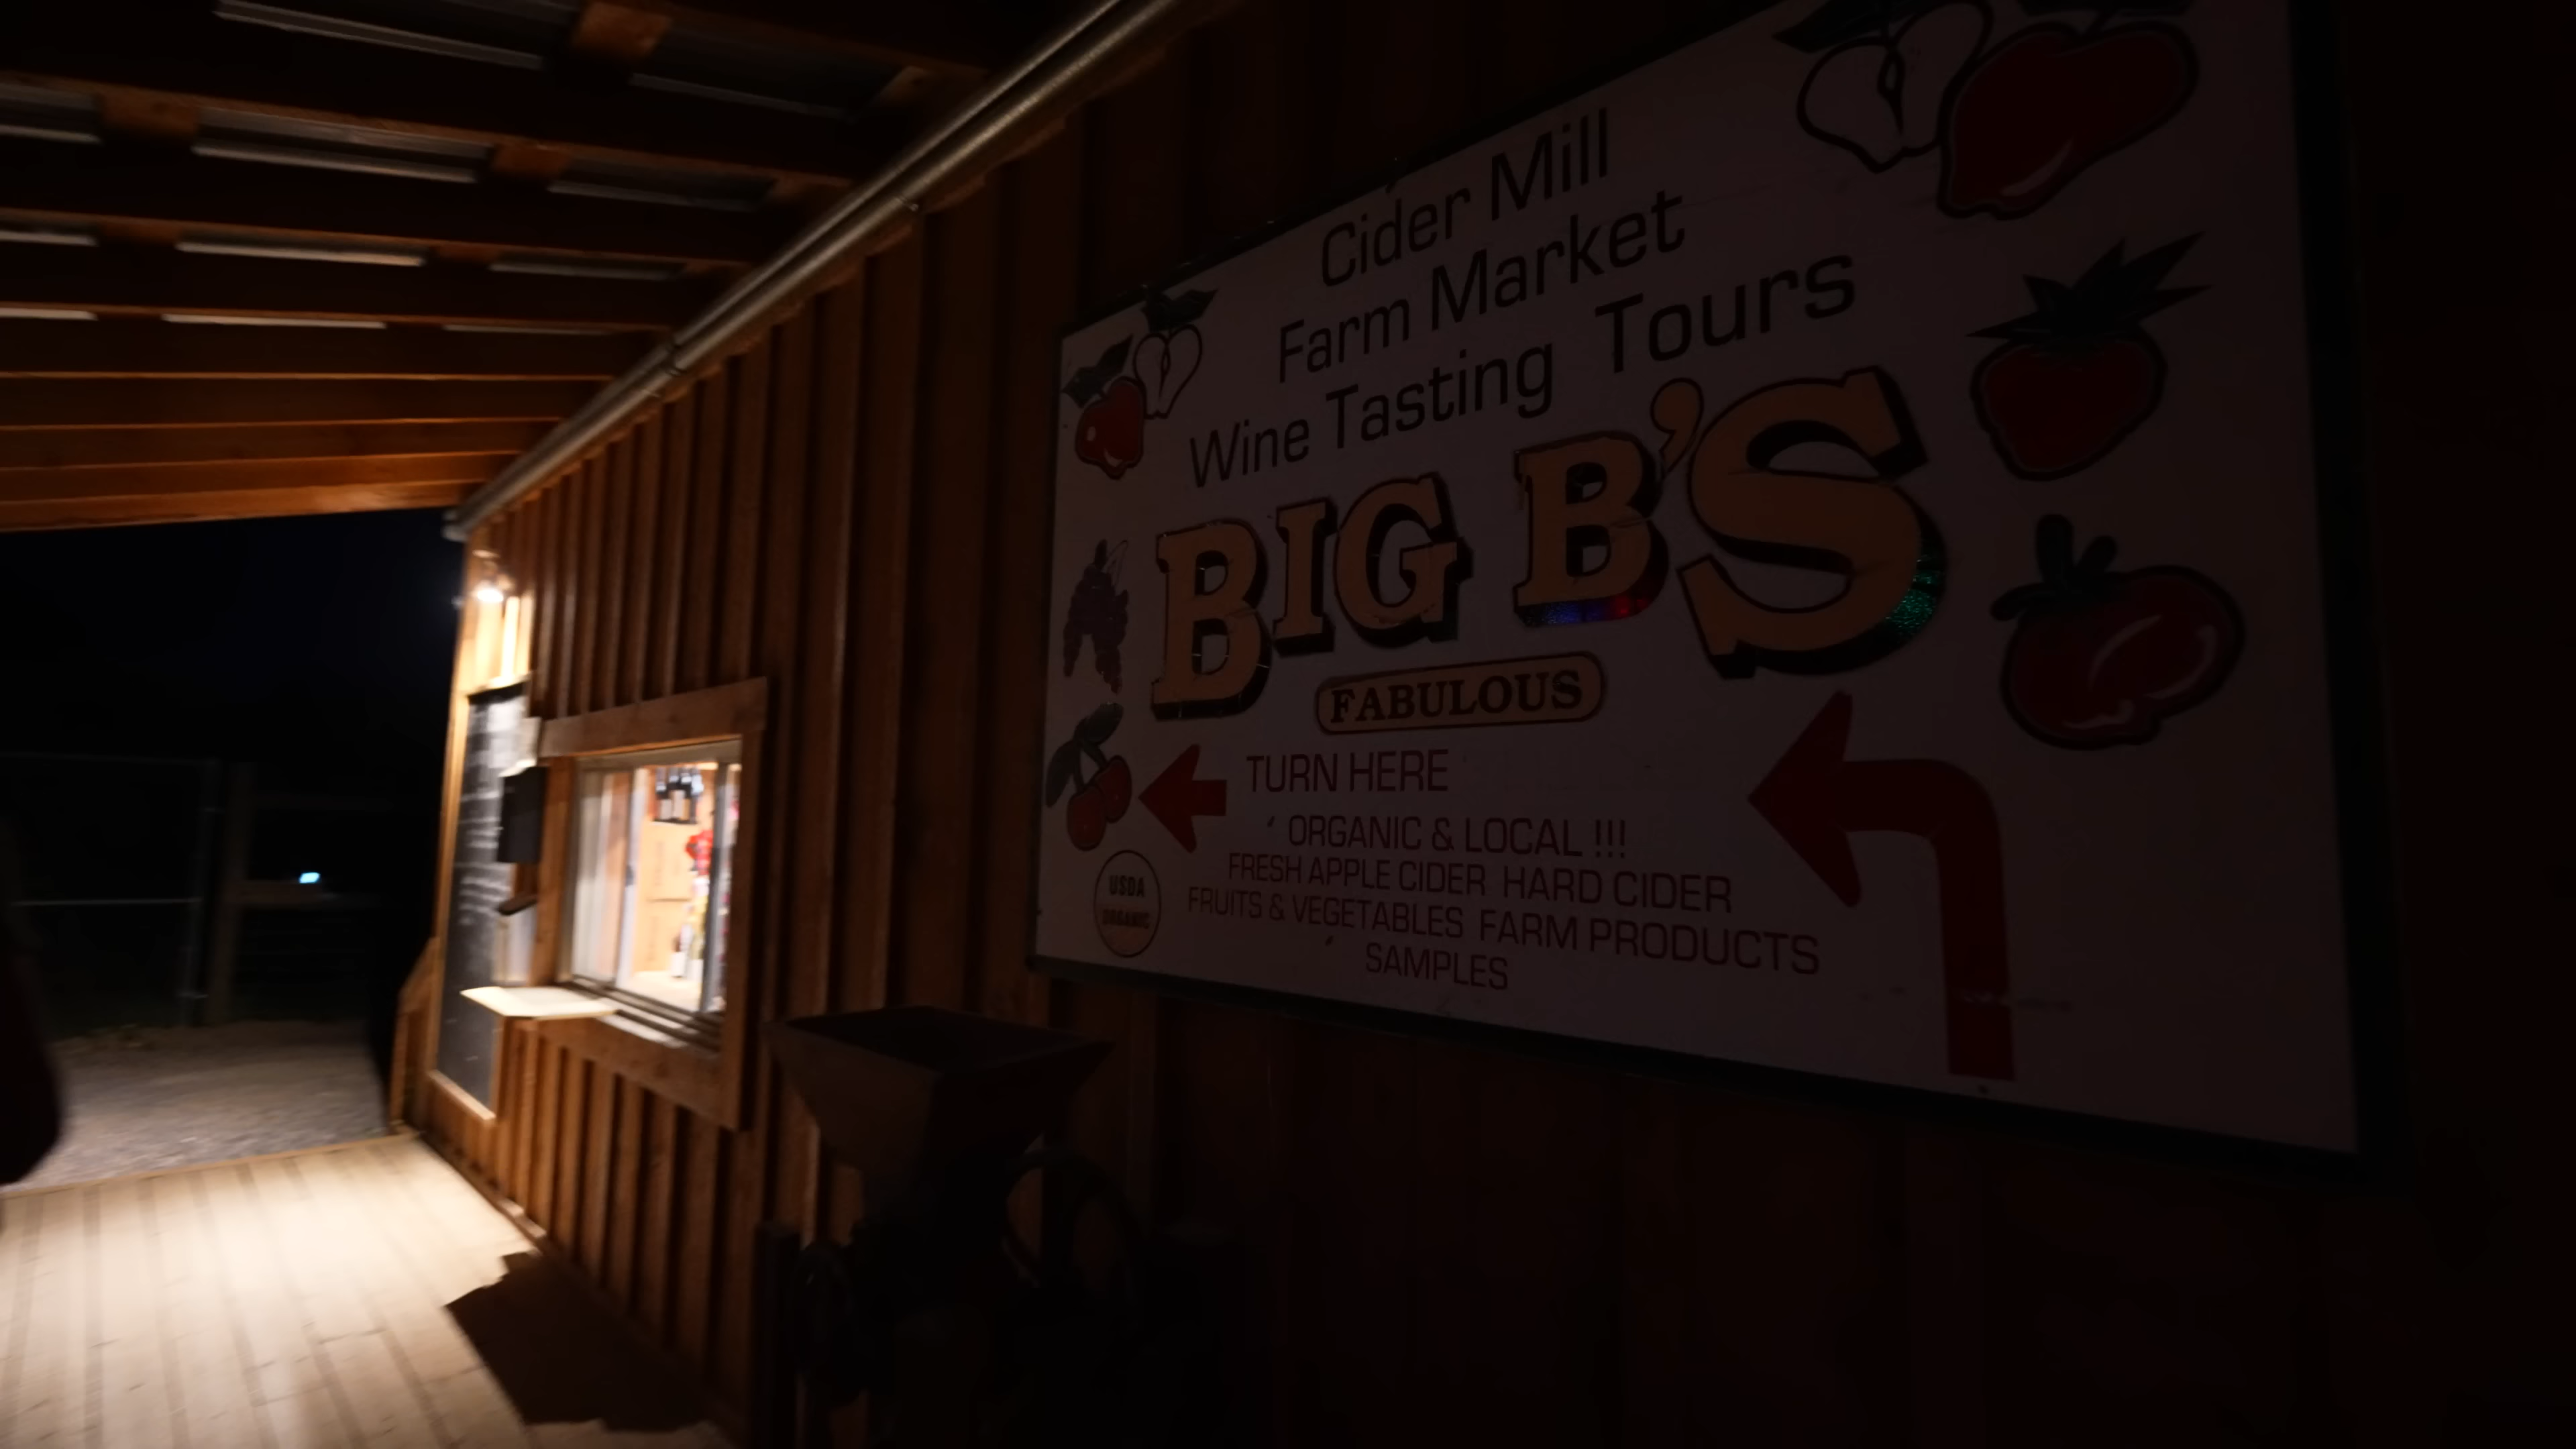 Cider Mill
Farm Market
Wine Tasting Tours
BIG B'S
FABULOUS
TURN HERE
ORGANIC & LOCAL !!!
FRESH APPLE CIDER HARD CIDER
FRUITS & VEGETABLES FARM PRODUCTS
SAMPLES
USDA
ORGANIC